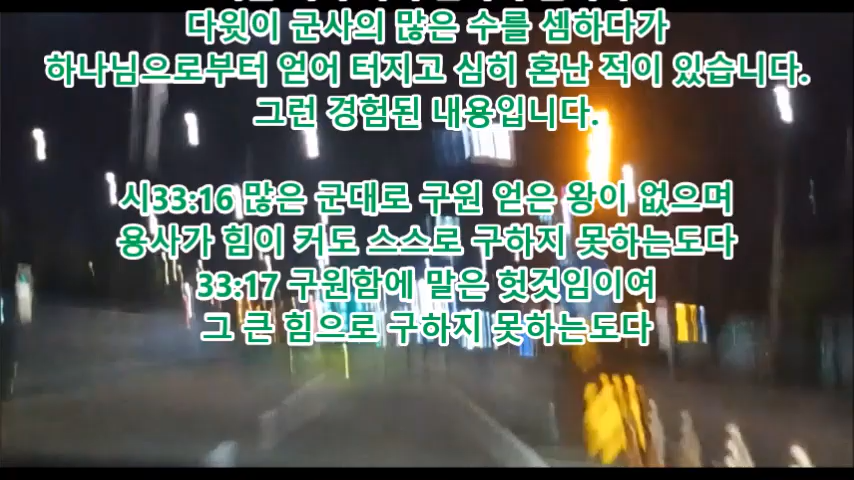 다윗이 군사의 많은 수를 셈하다가
하나님으로부터 얻어 터지고 심히 혼난 적이 있습니다.
그런 경험된 내용입니다.
시33:16 많은 군대로 구원 얻은 왕이 없으며
용사가 힘이 커도 스스로 구하지 못하는도다
33:17 구원함에 말은 헛것임이여
그 큰 힘으로 구하지 못하는도다